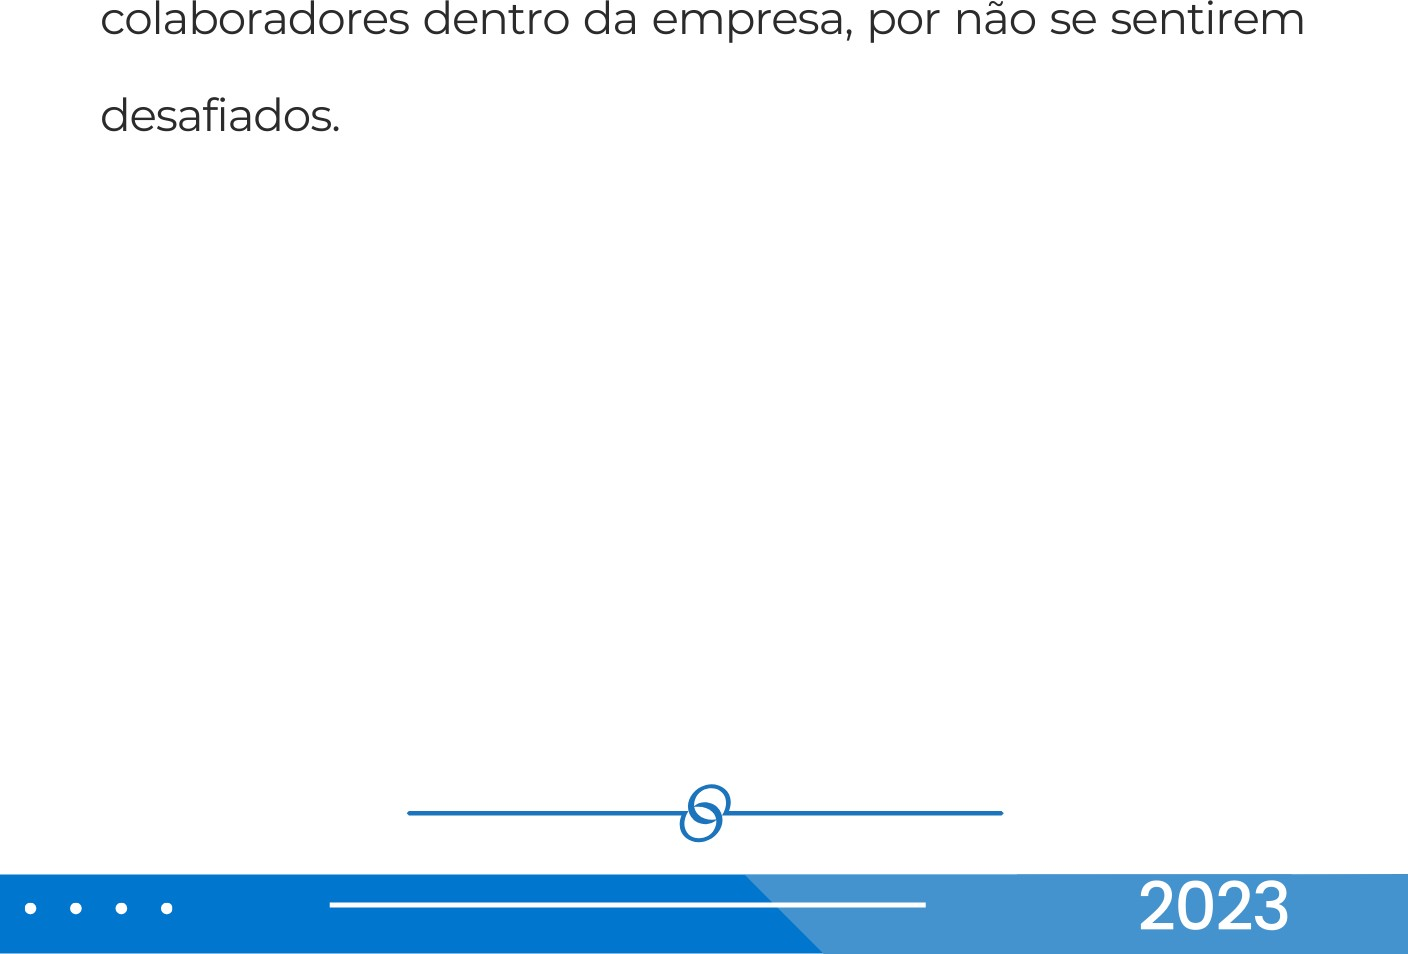 colaboradores dentro da empresa, por não se sentirem
desafiados.
2023